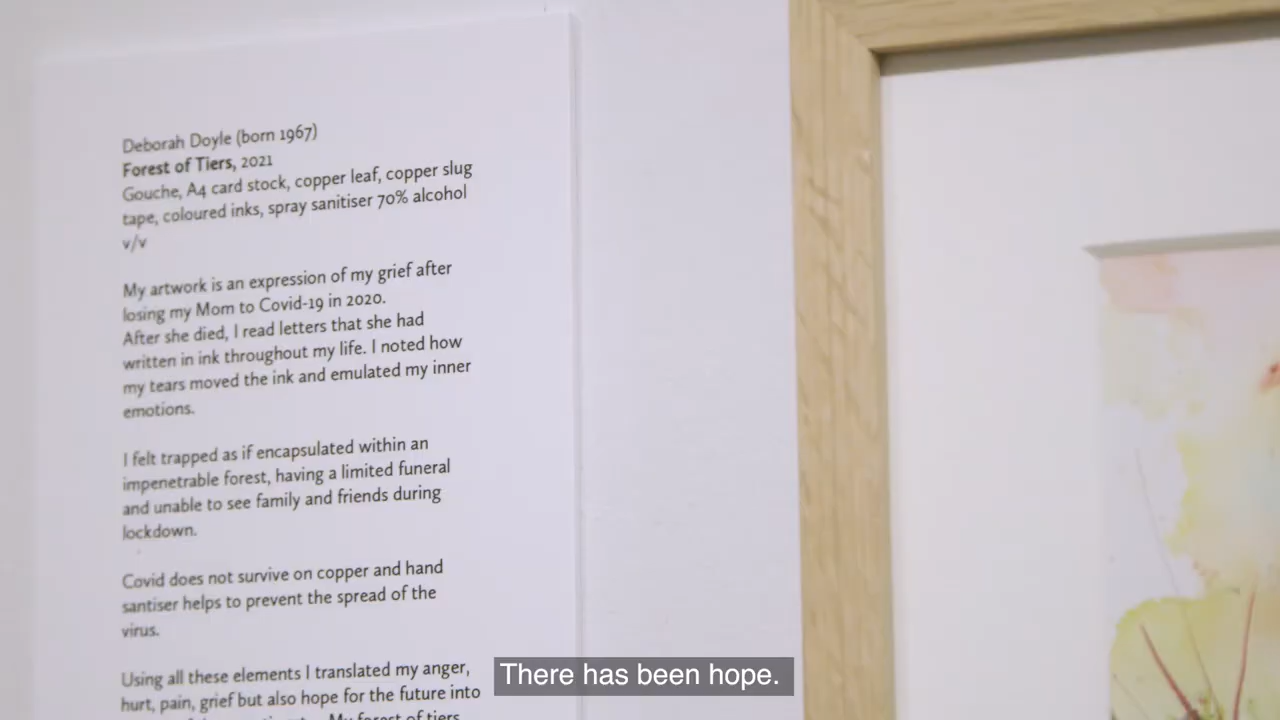 Deborah Doyle (born 1967)
Forest of Tiers, 2021
Gouche, A4 card stock, copper leaf, copper slug
tape, coloured inks, spray sanitiser 70% alcohol
v/v
My artwork is an expression of my grief after
losing my Mom to Covid-19 in 2020.
After she died, I read letters that she had
written in ink throughout my life. I noted how
my tears moved the ink and emulated my inner
emotions.
I felt trapped as if encapsulated within an
impenetrable forest, having a limited funeral
and unable to see family and friends during
lockdown.
Covid does not survive on copper and hand
santiser helps to prevent the spread of the
virus.
Using all these elements I translated my anger,
hurt, pain, grief but also hope for the future into
My forest of tiers
There has been hope.